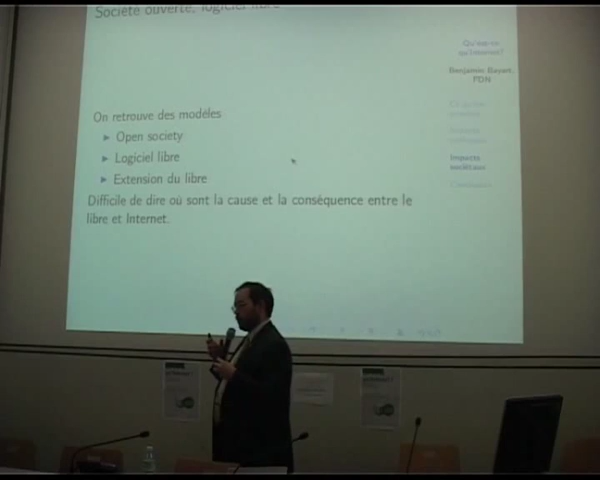 Société ouverte, logiciel libre
Qu'est-ce
qu'Internet?
Benjamin Bayart,
FDN
On retrouve des modèles
Open society
Logiciel libre
Extension du libre
Impacts
sociétaux
Difficile de dire où sont la cause et la conséquence entre le
libre et Internet.